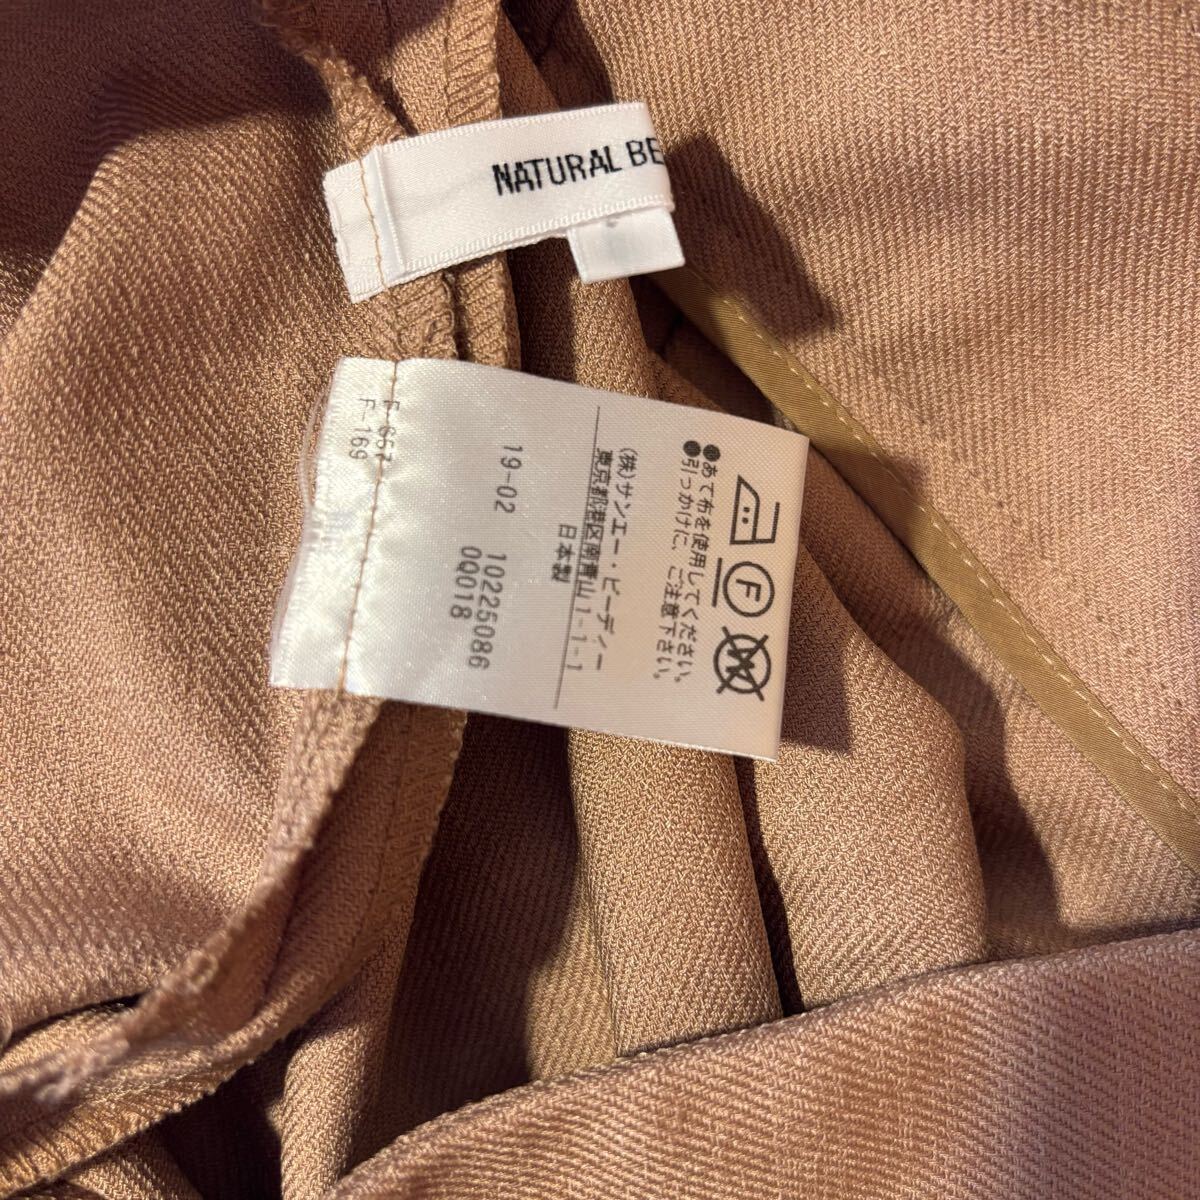 NATURAL BE
F
W
●あて布を使用してください。
●引っかけに、ご注意下さい。
(株)サンエー・ビーディー
東京都港区南青山1-1-1
日本製
19-02 10225086
0Q018
F-657
F-169